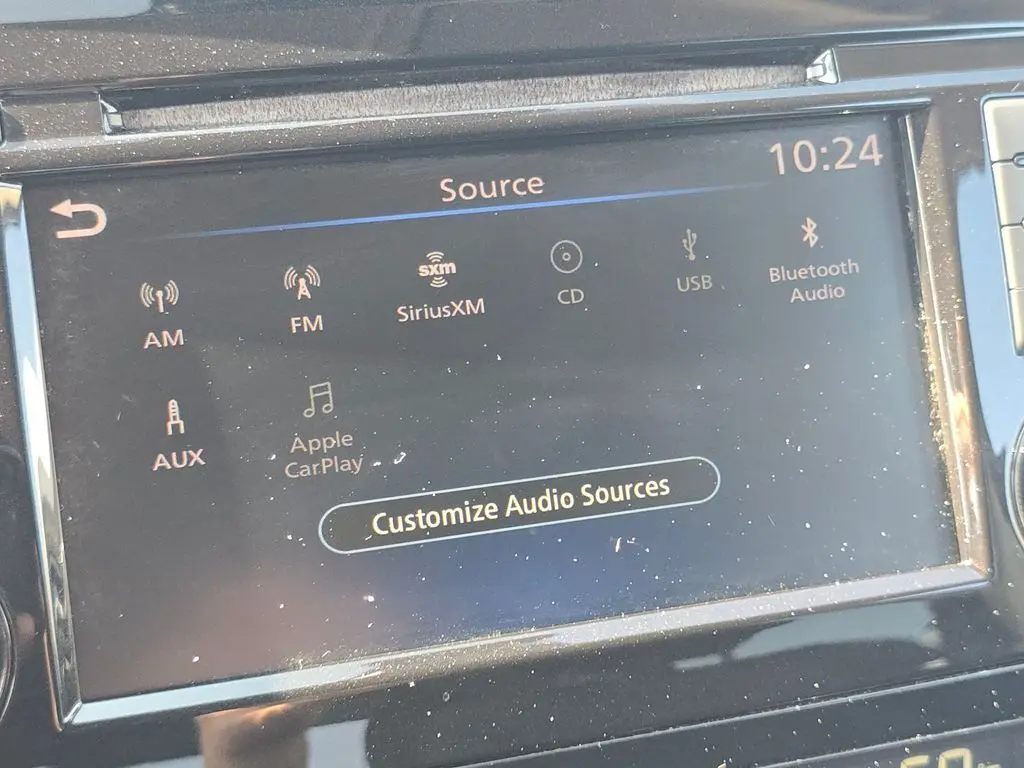 Source
10:24
sxm
AM
FM
SiriusXM
CD
USB
Bluetooth
Audio
AUX
Apple
CarPlay
Customize Audio Sources